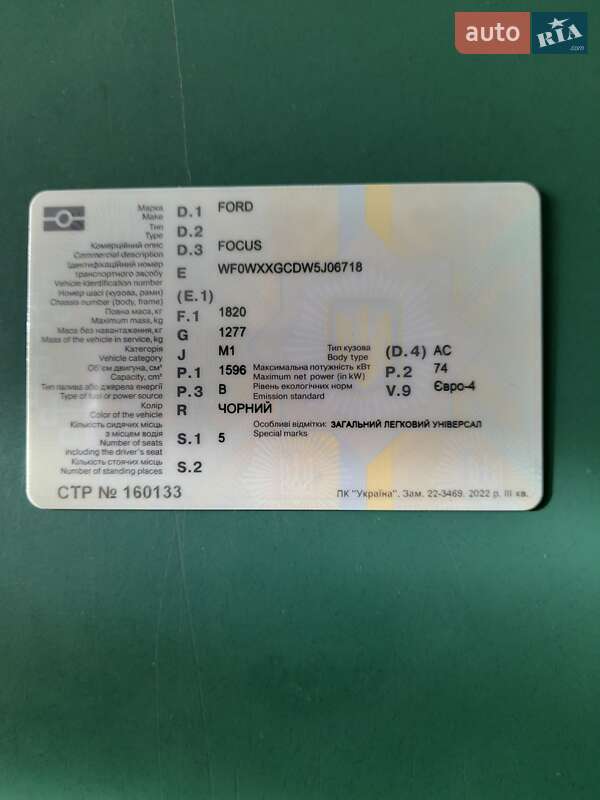 auto RIA .com
Марка
Make D.1 FORD
Тип
Type D.2
Комерційний опис
Commercial description D.3 FOCUS
Ідентифікаційний номер
транспортного засобу
Vehicle identification number E WF0WXXGCDW5J06718
Номер шасі (кузова, рами)
Chassis number (body, frame) (E.1)
Повна маса, кг
Maximum mass, kg F.1 1820
Маса без навантаження, кг
Mass of the vehicle in service, kg G 1277
Категорія
Vehicle category J M1
Тип кузова
Body type (D.4) AC
Об'єм двигуна, см³
Capacity, cm³ P.1 1596
Максимальна потужність кВт
Maximum net power (in kW) P.2 74
Тип палива або джерела енергії
Type of fuel or power source P.3 B
Рівень екологічних норм
Emission standard V.9 Євро-4
Колір
Color of the vehicle R ЧОРНИЙ
Особливі відмітки: ЗАГАЛЬНИЙ ЛЕГКОВИЙ УНІВЕРСАЛ
Special marks
Кількість сидячих місць
з місцем водія
Number of seats
including the driver's seat S.1 5
Кількість стоячих місць
Number of standing places S.2
СТР № 160133
ПК "Україна". Зам. 22-3469. 2022 р. III кв.